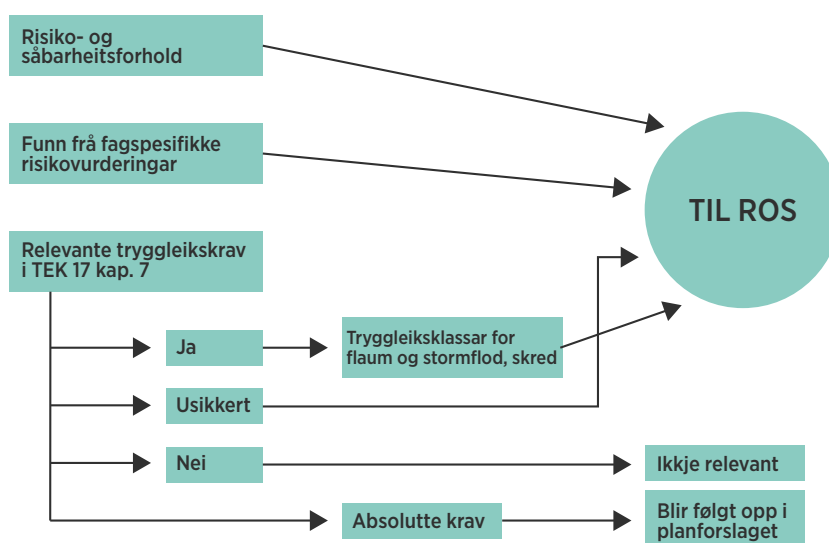 Risiko- og
såbarheitsforhold
Funn frå fagspesifikke
risikovurderingar
TIL ROS
Relevante tryggleikskrav
i TEK 17 kap. 7
Ja
Tryggleiksklassar for
flaum og stormflod, skred
Usikkert
Nei
Ikkje relevant
Absolutte krav
Blir følgt opp i
planforslaget